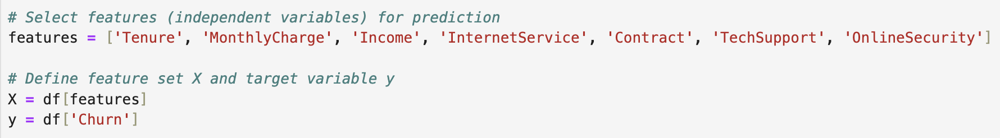 # Select features (independent variables) for prediction
features = ['Tenure', 'MonthlyCharge', 'Income', 'InternetService', 'Contract', 'TechSupport', 'OnlineSecurity']
# Define feature set X and target variable y
X = df[features]
y = df['Churn']